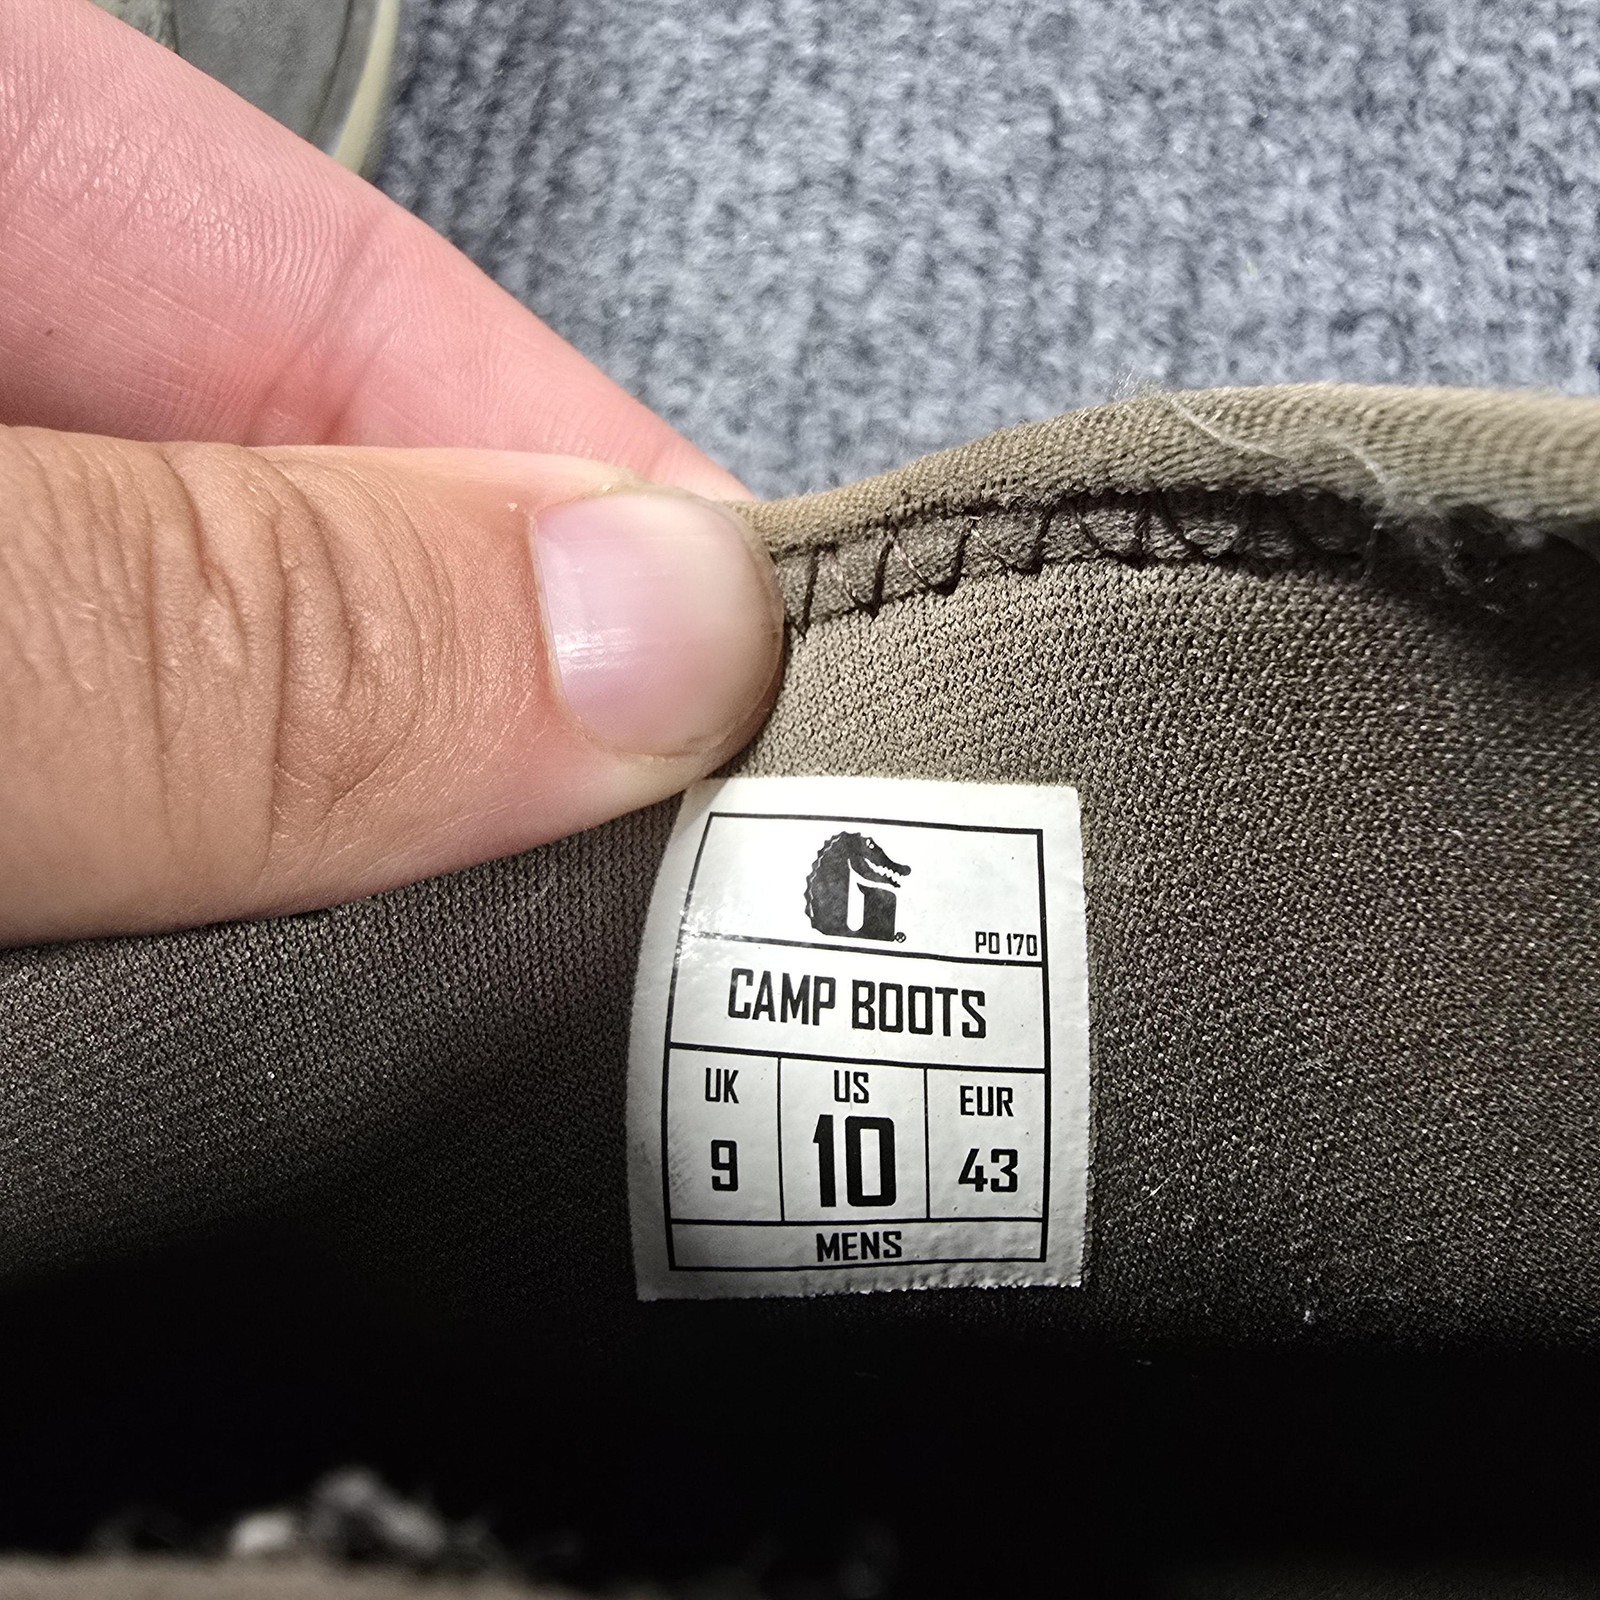 PO 170
CAMP BOOTS
UK US EUR
9 10 43
MENS